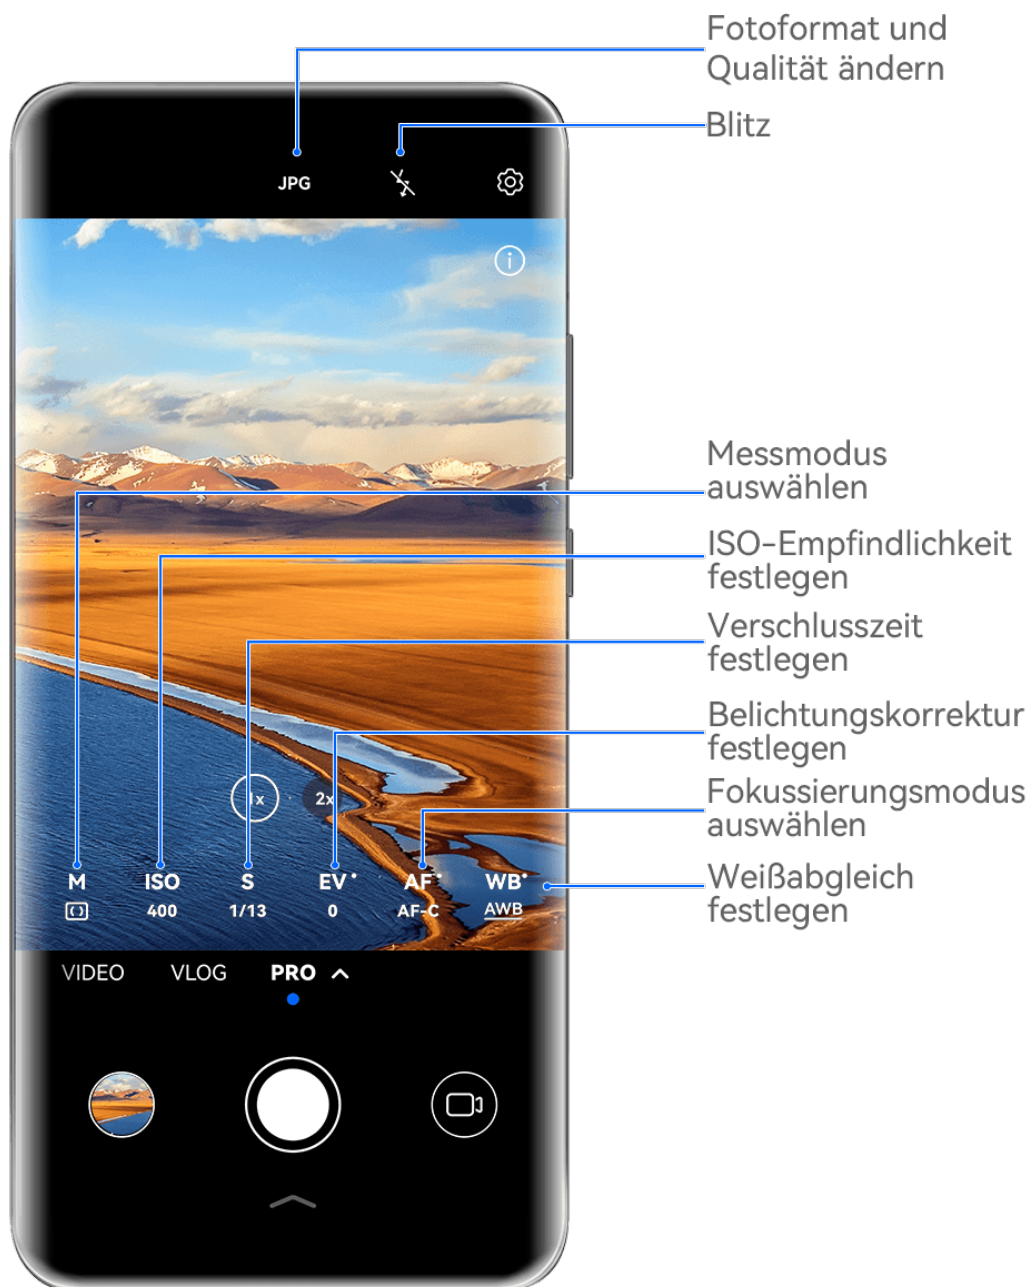 Fotoformat und
Qualität ändern
Blitz
JPG
Messmodus
auswählen
ISO-Empfindlichkeit
festlegen
Verschlusszeit
festlegen
Belichtungskorrektur
festlegen
Fokussierungsmodus
auswählen
Weißabgleich
festlegen
1x 2x
M ISO S EV AF WB
400 1/13 0 AF-C AWB
VIDEO VLOG PRO